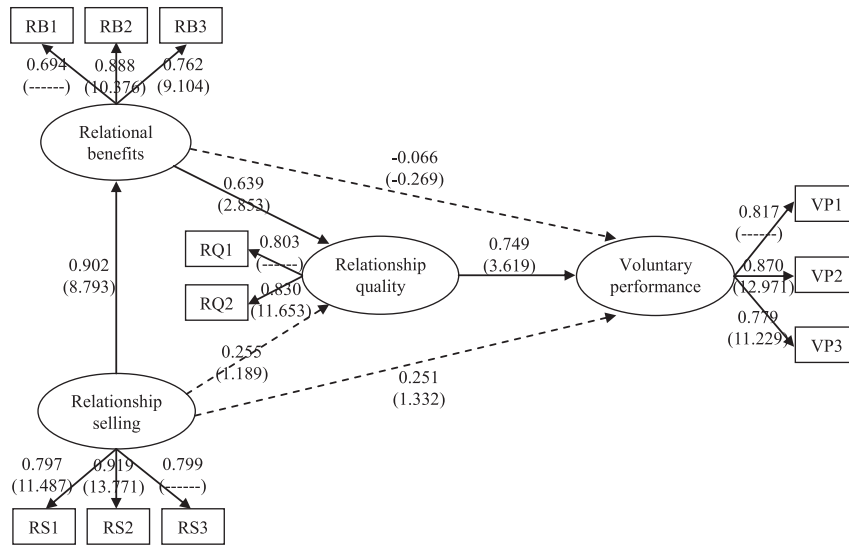 RB1 RB2 RB3
0.694 0.888 0.762
(------) (10.376) (9.104)
Relational
benefits
-0.066
(-0.269)
0.639
(2.853)
VP1
0.817
(------)
RQ1
0.803
(------)
Relationship
quality
0.749
(3.619)
Voluntary
performance
0.870
(12.971)
VP2
0.902
(8.793)
RQ2
0.830
(11.653)
0.779
(11.229)
VP3
0.255
(1.189)
0.251
(1.332)
Relationship
selling
0.797 0.919 0.799
(11.487) (13.771) (------)
RS1 RS2 RS3